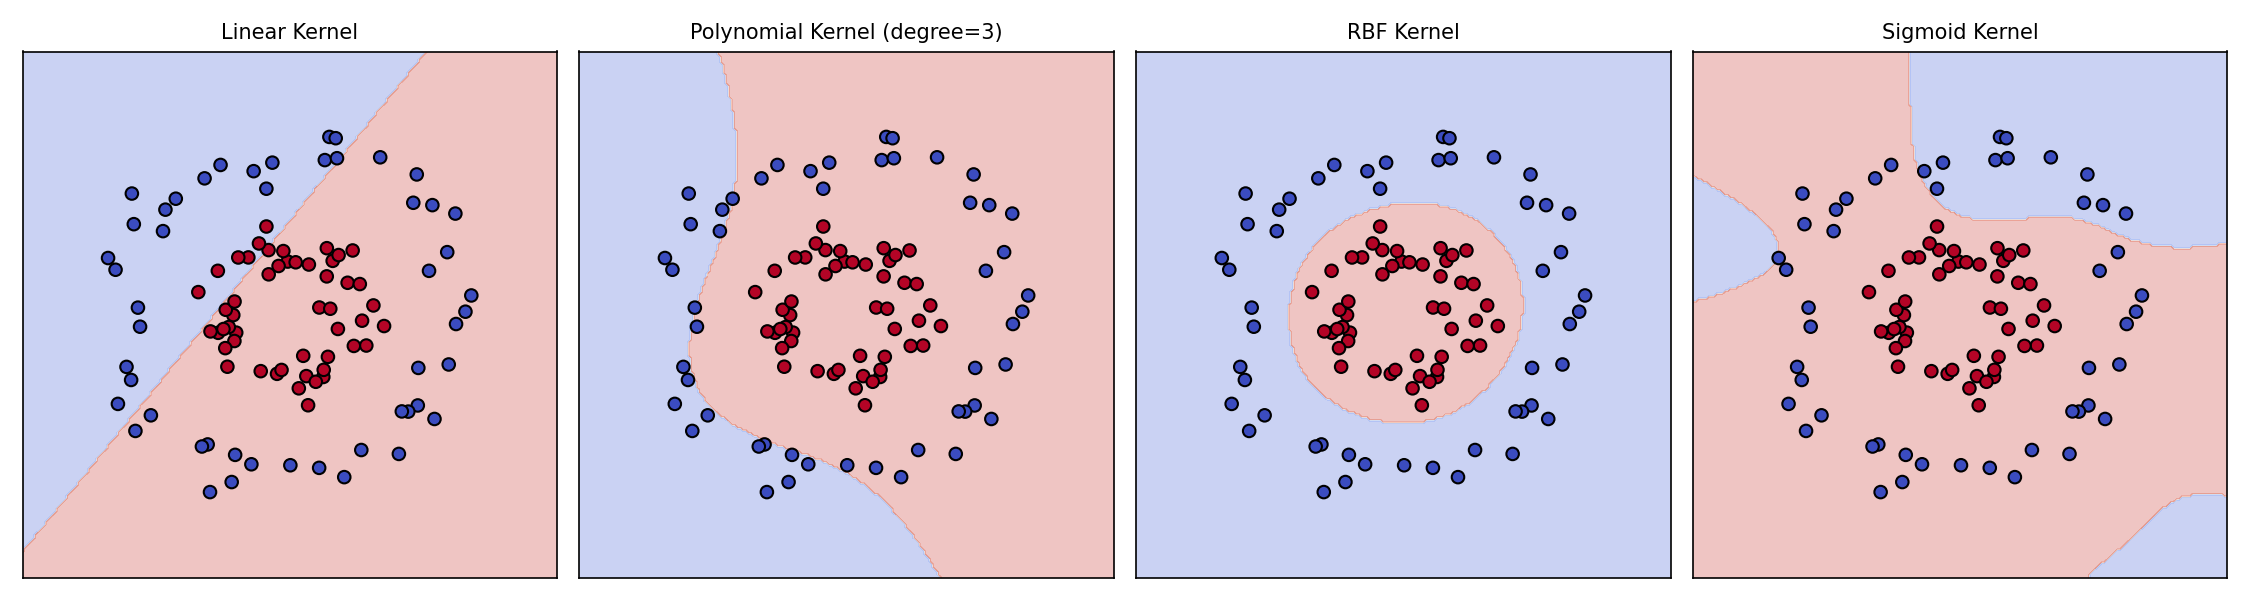 Linear Kernel
Polynomial Kernel (degree=3)
RBF Kernel
Sigmoid Kernel